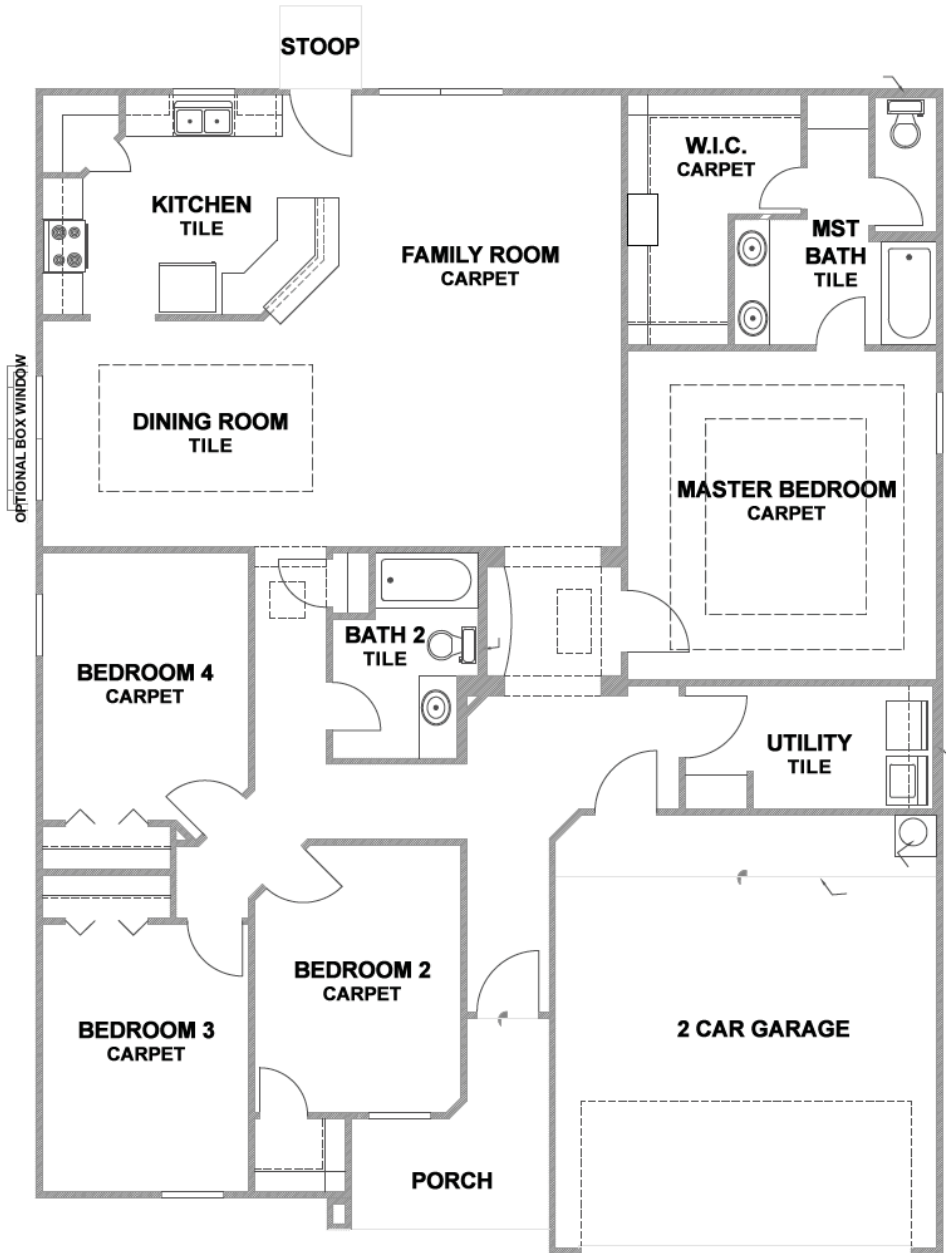 STOOP
W.I.C.
CARPET
KITCHEN
TILE
MST
BATH
TILE
FAMILY ROOM
CARPET
OPTIONAL BOX WINDOW
DINING ROOM
TILE
MASTER BEDROOM
CARPET
BATH 2
TILE
BEDROOM 4
CARPET
UTILITY
TILE
BEDROOM 2
CARPET
BEDROOM 3
CARPET
2 CAR GARAGE
PORCH